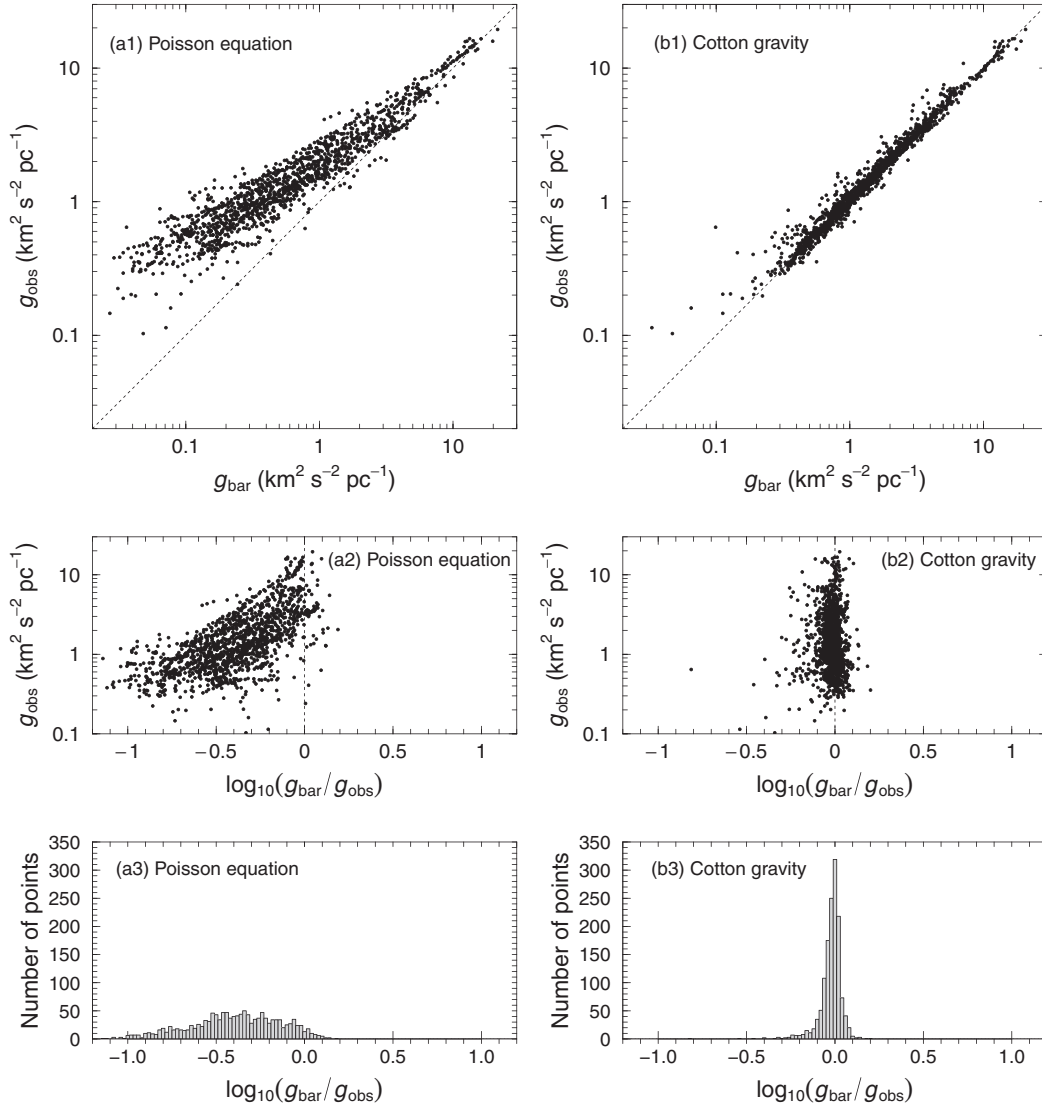 (a1) Poisson equation
10
1
0.1
g_obs (km² s⁻² pc⁻¹)
0.1 1 10
g_bar (km² s⁻² pc⁻¹)
(b1) Cotton gravity
10
1
0.1
g_obs (km² s⁻² pc⁻¹)
0.1 1 10
g_bar (km² s⁻² pc⁻¹)
(a2) Poisson equation
10
1
0.1
g_obs (km² s⁻² pc⁻¹)
−1 −0.5 0 0.5 1
log₁₀(g_bar/g_obs)
(b2) Cotton gravity
10
1
0.1
g_obs (km² s⁻² pc⁻¹)
−1 −0.5 0 0.5 1
log₁₀(g_bar/g_obs)
(a3) Poisson equation
350
300
250
200
150
100
50
0
Number of points
−1.0 −0.5 0.0 0.5 1.0
log₁₀(g_bar/g_obs)
(b3) Cotton gravity
350
300
250
200
150
100
50
0
Number of points
−1.0 −0.5 0.0 0.5 1.0
log₁₀(g_bar/g_obs)